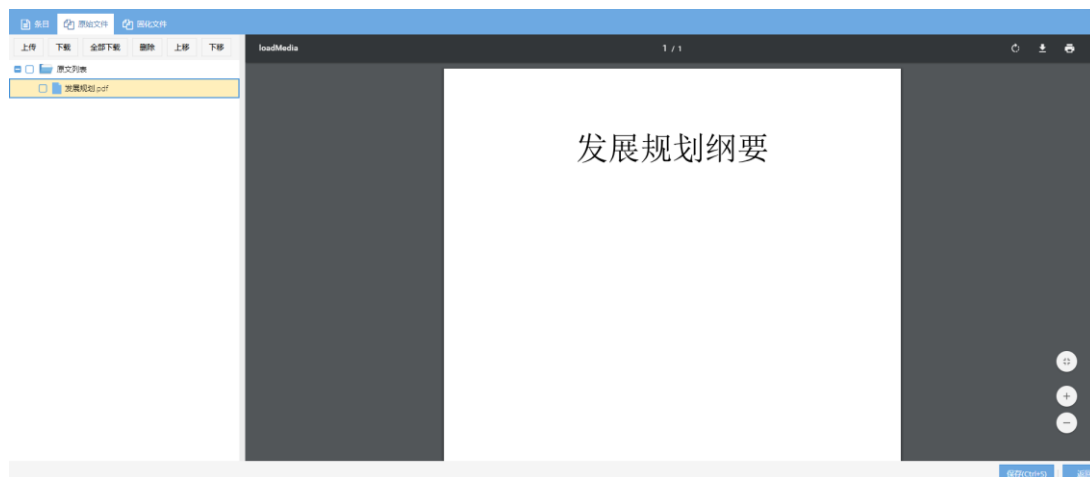 条目 原始文件 固化文件
上传 下载 全部下载 删除 上移 下移
loadMedia 1 / 1
原文列表
发展规划.pdf
发展规划纲要
保存(Ctrl+S) 返回